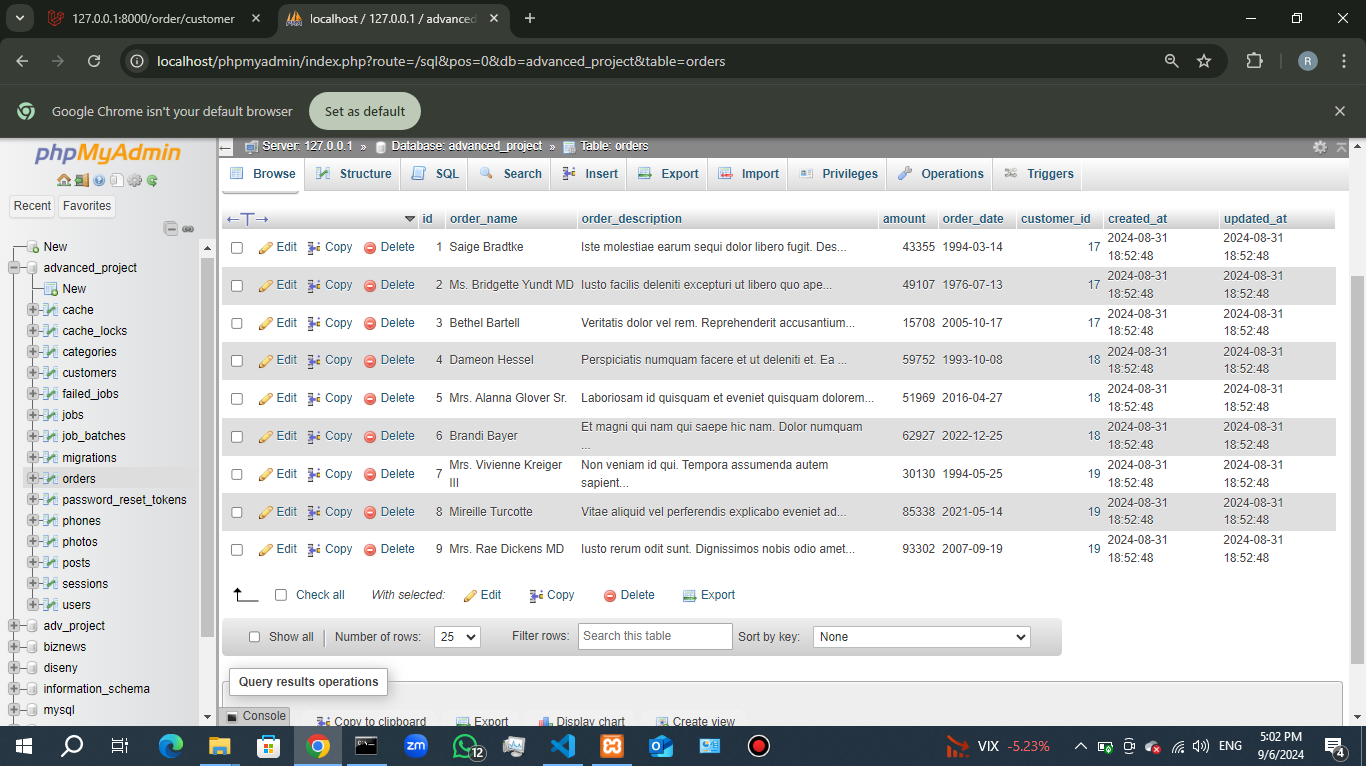 127.0.0.1:8000/order/customer
localhost / 127.0.0.1 / advanced
localhost/phpmyadmin/index.php?route=/sql&pos=0&db=advanced_project&table=orders
R
Google Chrome isn't your default browser
Set as default
phpMyAdmin
Recent
Favorites
New
advanced_project
New
cache
cache_locks
categories
customers
failed_jobs
jobs
job_batches
migrations
orders
password_reset_tokens
phones
photos
posts
sessions
users
adv_project
biznews
diseny
information_schema
mysql
Server: 127.0.0.1 » Database: advanced_project » Table: orders
Browse Structure SQL Search Insert Export Import Privileges Operations Triggers
←T→ id order_name order_description amount order_date customer_id created_at updated_at
Edit Copy Delete 1 Saige Bradtke Iste molestiae earum sequi dolor libero fugit. Des... 43355 1994-03-14 17 2024-08-31 2024-08-31
18:52:48 18:52:48
Edit Copy Delete 2 Ms. Bridgette Yundt MD Iusto facilis deleniti excepturi ut libero quo ape... 49107 1976-07-13 17 2024-08-31 2024-08-31
18:52:48 18:52:48
Edit Copy Delete 3 Bethel Bartell Veritatis dolor vel rem. Reprehenderit accusantium... 15708 2005-10-17 17 2024-08-31 2024-08-31
18:52:48 18:52:48
Edit Copy Delete 4 Dameon Hessel Perspiciatis numquam facere et ut deleniti et. Ea ... 59752 1993-10-08 18 2024-08-31 2024-08-31
18:52:48 18:52:48
Edit Copy Delete 5 Mrs. Alanna Glover Sr. Laboriosam id quisquam et eveniet quisquam dolorem... 51969 2016-04-27 18 2024-08-31 2024-08-31
18:52:48 18:52:48
Edit Copy Delete 6 Brandi Bayer Et magni qui nam qui saepe hic nam. Dolor numquam 62927 2022-12-25 18 2024-08-31 2024-08-31
... 18:52:48 18:52:48
Edit Copy Delete 7 Mrs. Vivienne Kreiger Non veniam id qui. Tempora assumenda autem 30130 1994-05-25 19 2024-08-31 2024-08-31
III sapient... 18:52:48 18:52:48
Edit Copy Delete 8 Mireille Turcotte Vitae aliquid vel perferendis explicabo eveniet ad... 85338 2021-05-14 19 2024-08-31 2024-08-31
18:52:48 18:52:48
Edit Copy Delete 9 Mrs. Rae Dickens MD Iusto rerum odit sunt. Dignissimos nobis odio amet... 93302 2007-09-19 19 2024-08-31 2024-08-31
18:52:48 18:52:48
Check all With selected: Edit Copy Delete Export
Show all Number of rows: 25 Filter rows: Search this table Sort by key: None
Query results operations
Console
Copy to clipboard Export Display chart Create view
zm
12
VIX -5.23%
ENG
5:02 PM
9/6/2024
4